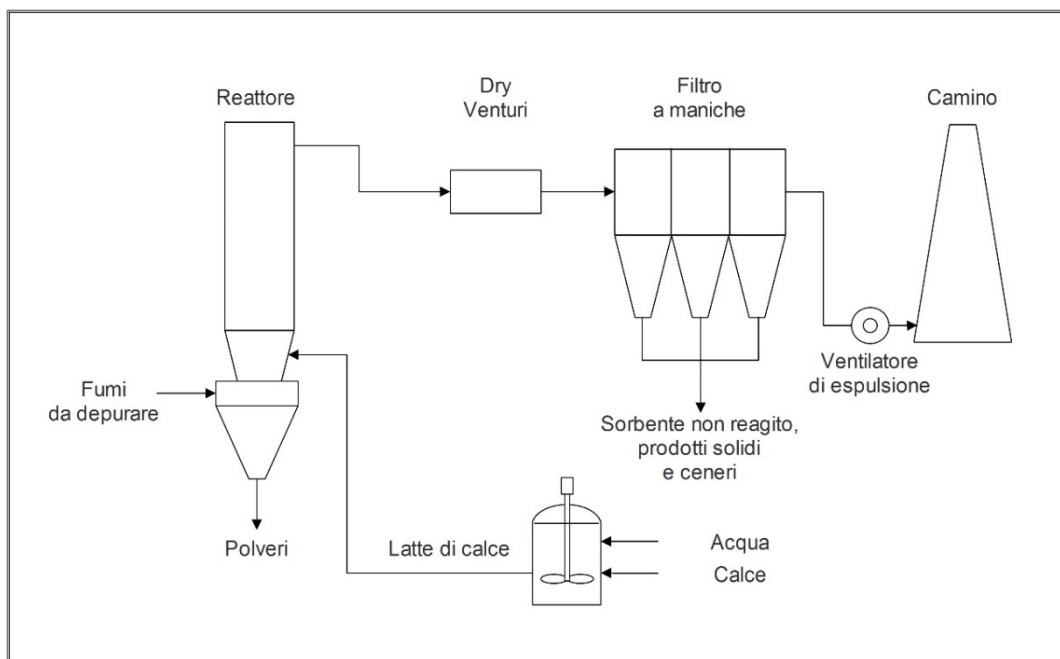 Reattore
Dry
Venturi
Filtro
a maniche
Camino
Fumi
da depurare
Ventilatore
di espulsione
Sorbente non reagito,
prodotti solidi
e ceneri
Polveri
Latte di calce
Acqua
Calce